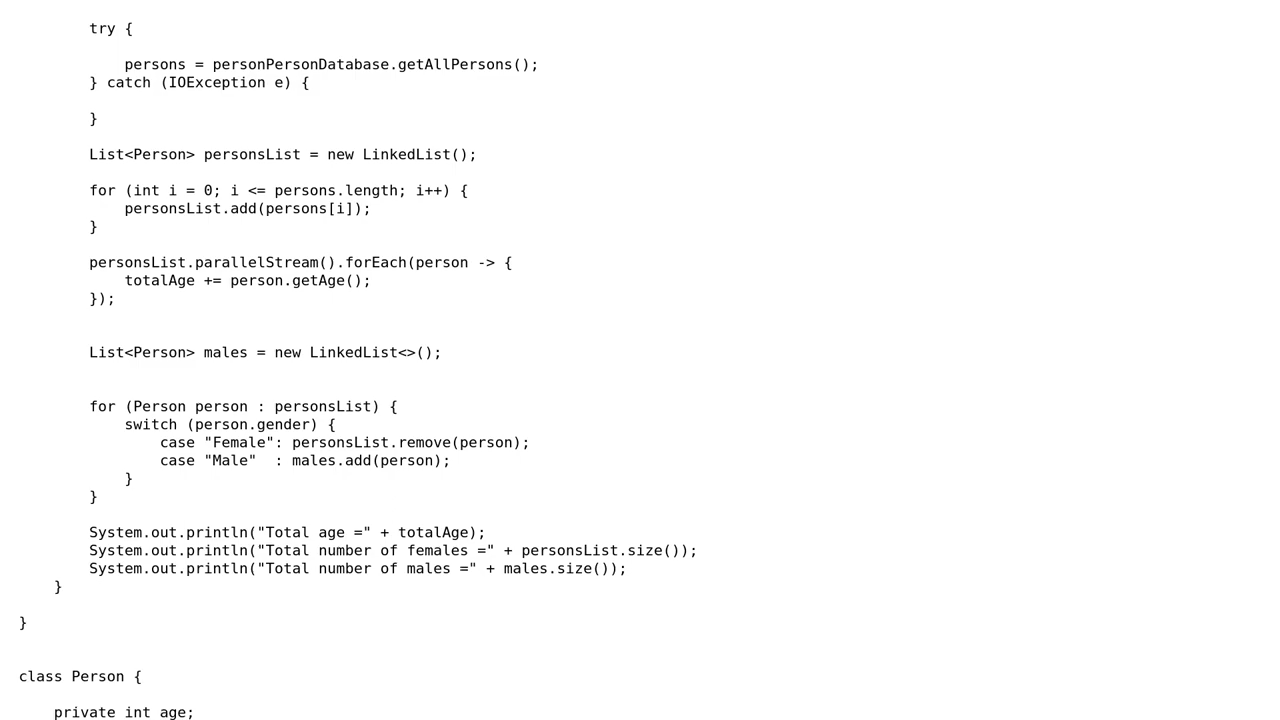 try {
persons = personPersonDatabase.getAllPersons();
} catch (IOException e) {
}
List<Person> personsList = new LinkedList();
for (int i = 0; i <= persons.length; i++) {
personsList.add(persons[i]);
}
personsList.parallelStream().forEach(person -> {
totalAge += person.getAge();
});
List<Person> males = new LinkedList<>();
for (Person person : personsList) {
switch (person.gender) {
case "Female": personsList.remove(person);
case "Male"  : males.add(person);
}
}
System.out.println("Total age =" + totalAge);
System.out.println("Total number of females =" + personsList.size());
System.out.println("Total number of males =" + males.size());
}
}
class Person {
private int age;